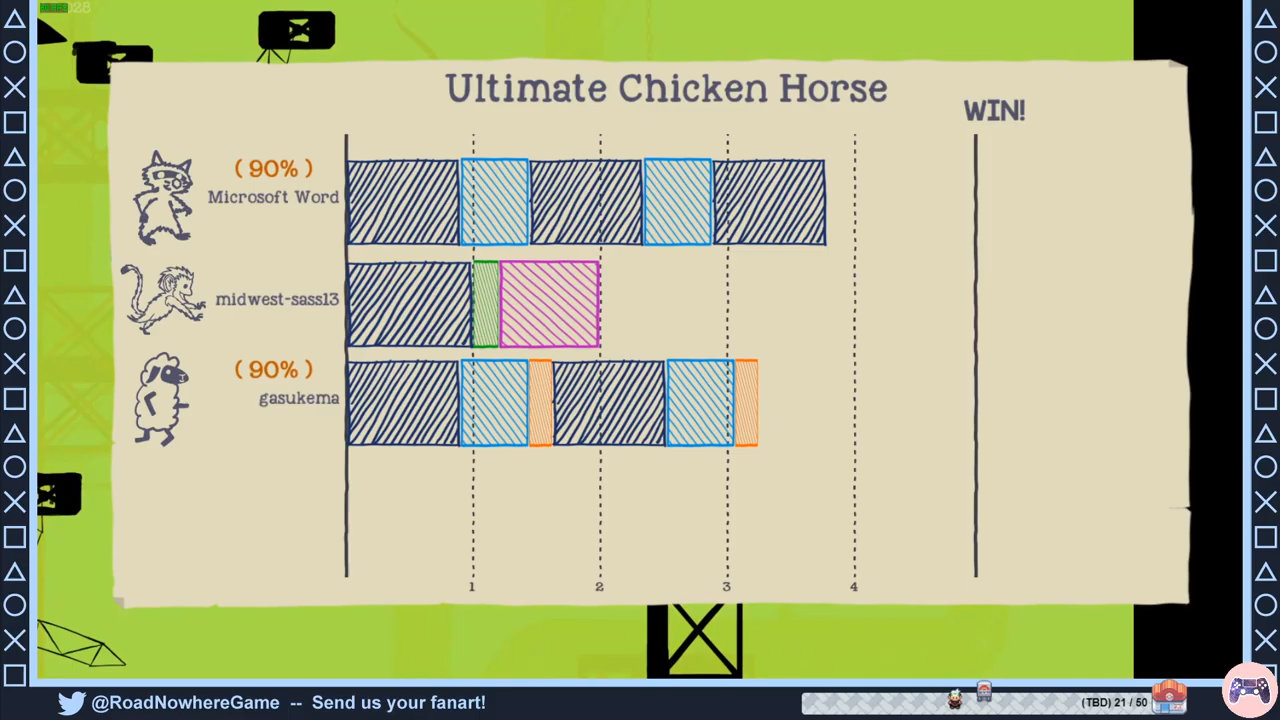 Ultimate Chicken Horse
WIN!
( 90% )
Microsoft Word
midwest-sass13
( 90% )
gasukema
1 2 3 4
@RoadNowhereGame -- Send us your fanart!
(TBD) 21 / 50